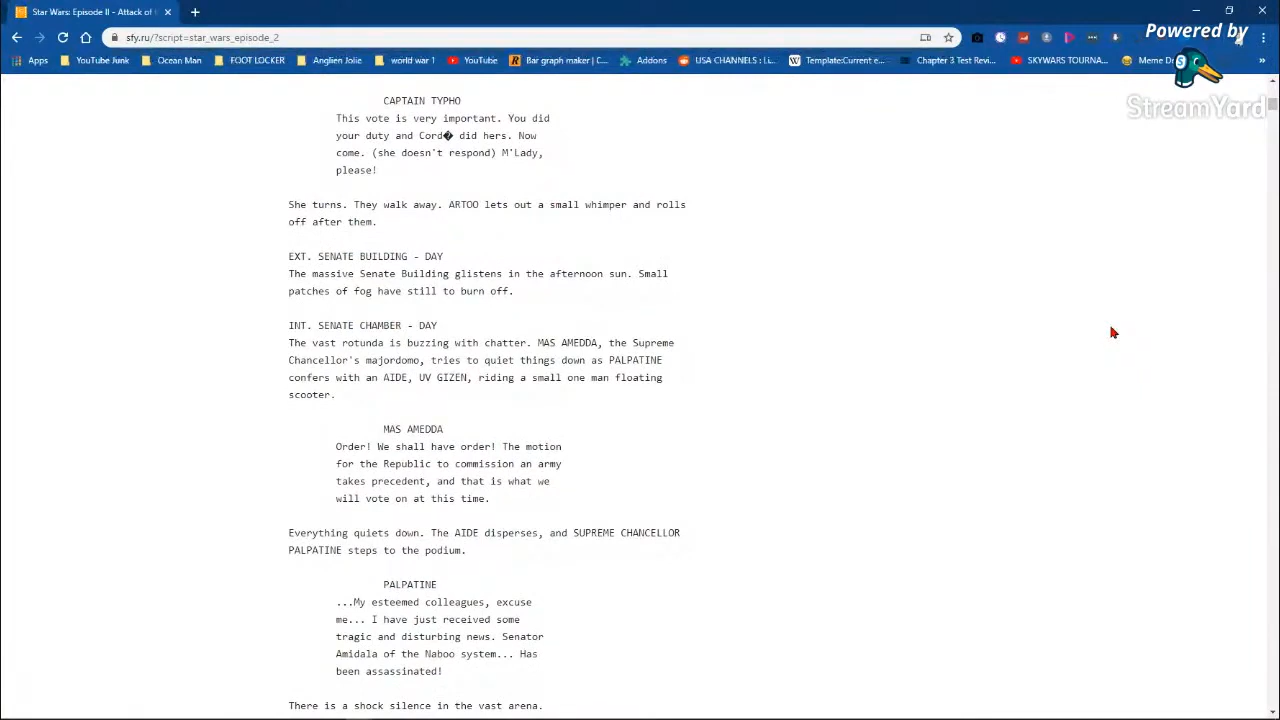 Star Wars: Episode II - Attack of
sfy.ru/?script=star_wars_episode_2
Powered by
Apps YouTube Junk Ocean Man FOOT LOCKER Anglien Jolie world war 1 YouTube Bar graph maker | C... Addons USA CHANNELS : Li... Template:Current e... Chapter 3 Test Revi... SKYWARS TOURNA... Meme De
StreamYard
CAPTAIN TYPHO
This vote is very important. You did
your duty and Cord� did hers. Now
come. (she doesn't respond) M'Lady,
please!
She turns. They walk away. ARTOO lets out a small whimper and rolls
off after them.
EXT. SENATE BUILDING - DAY
The massive Senate Building glistens in the afternoon sun. Small
patches of fog have still to burn off.
INT. SENATE CHAMBER - DAY
The vast rotunda is buzzing with chatter. MAS AMEDDA, the Supreme
Chancellor's majordomo, tries to quiet things down as PALPATINE
confers with an AIDE, UV GIZEN, riding a small one man floating
scooter.
MAS AMEDDA
Order! We shall have order! The motion
for the Republic to commission an army
takes precedent, and that is what we
will vote on at this time.
Everything quiets down. The AIDE disperses, and SUPREME CHANCELLOR
PALPATINE steps to the podium.
PALPATINE
...My esteemed colleagues, excuse
me... I have just received some
tragic and disturbing news. Senator
Amidala of the Naboo system... Has
been assassinated!
There is a shock silence in the vast arena.